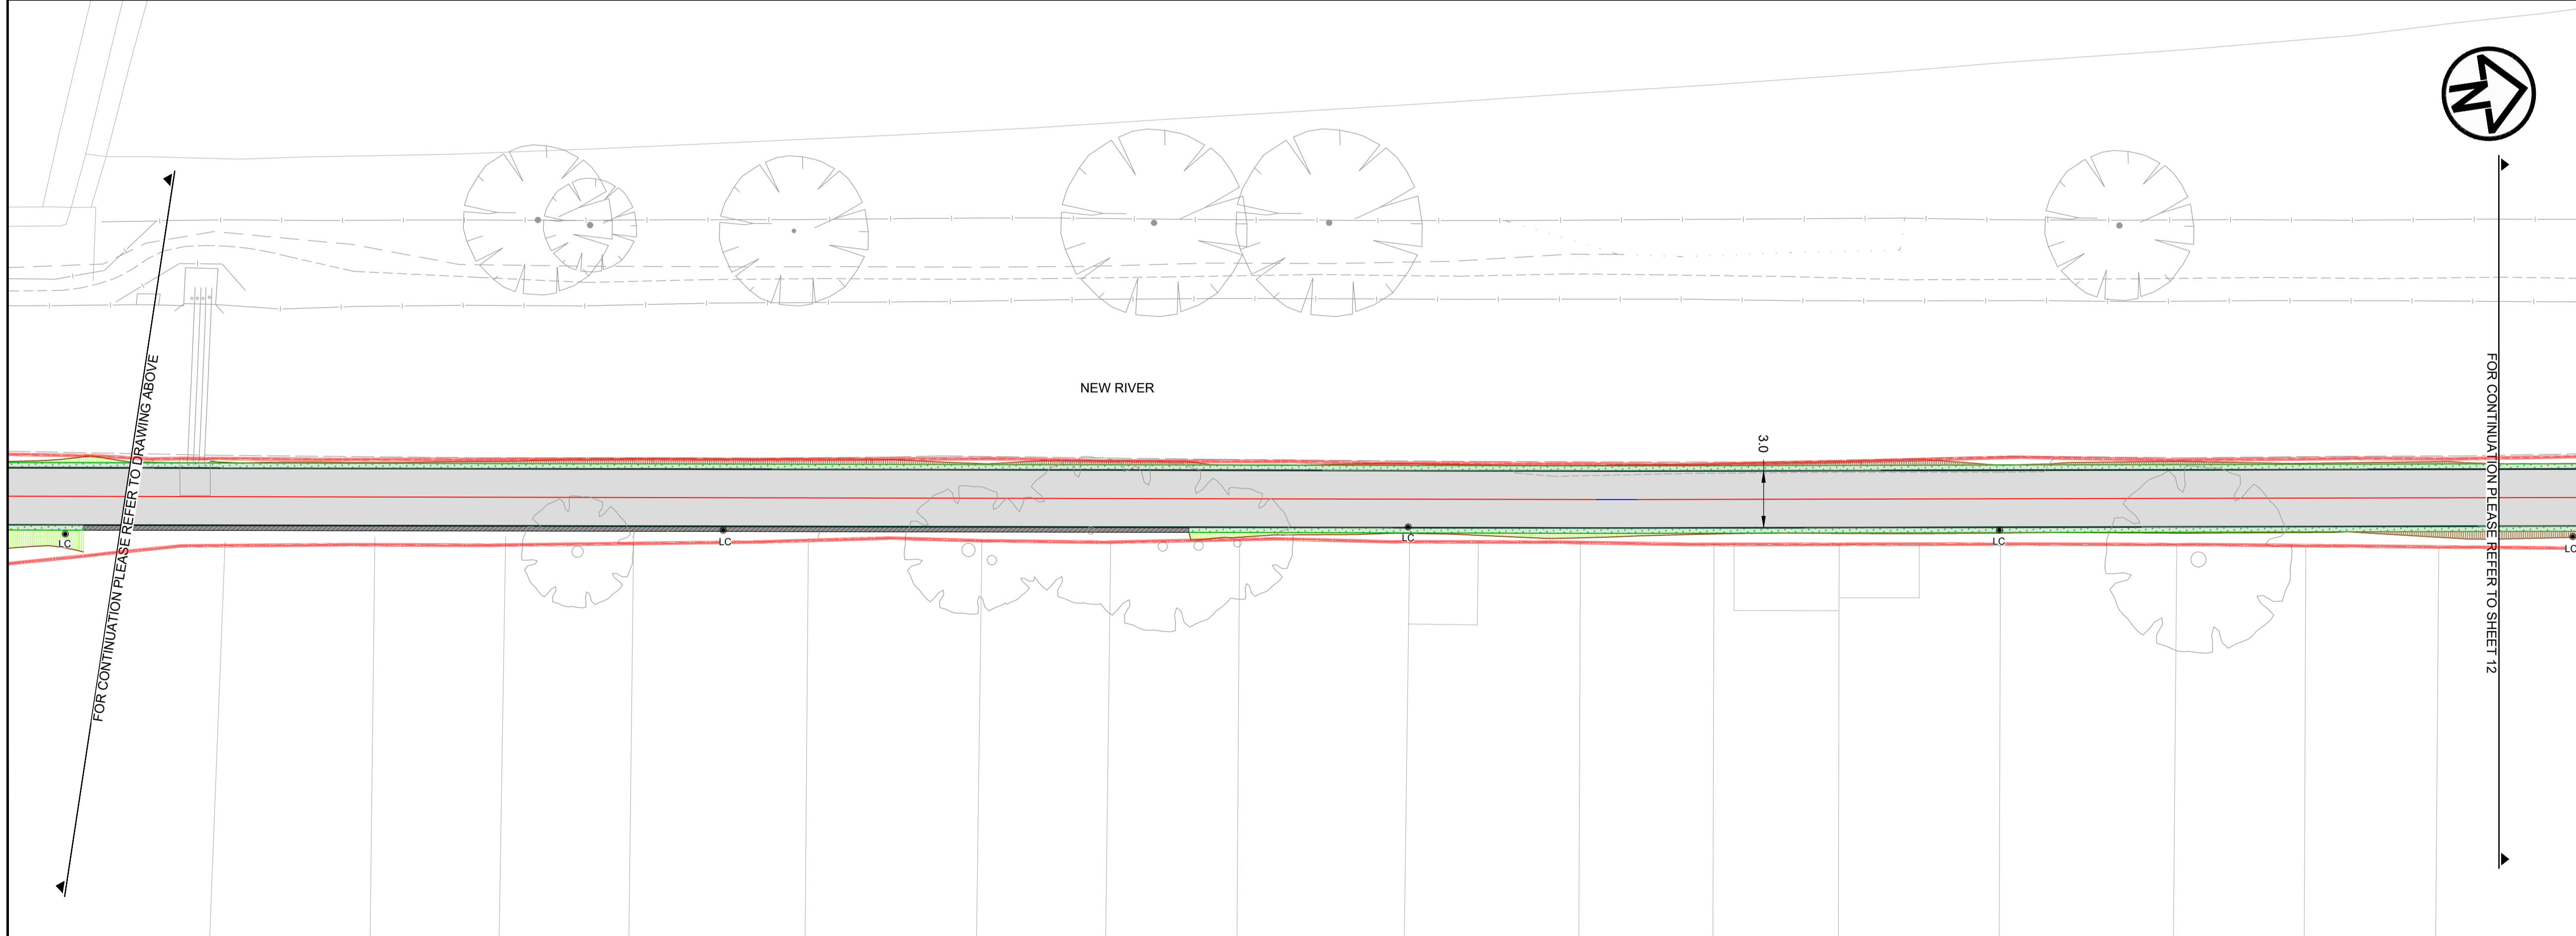 N
NEW RIVER
3.0
FOR CONTINUATION PLEASE REFER TO DRAWING ABOVE
FOR CONTINUATION PLEASE REFER TO SHEET 12
LC
LC
LC
LC
LC